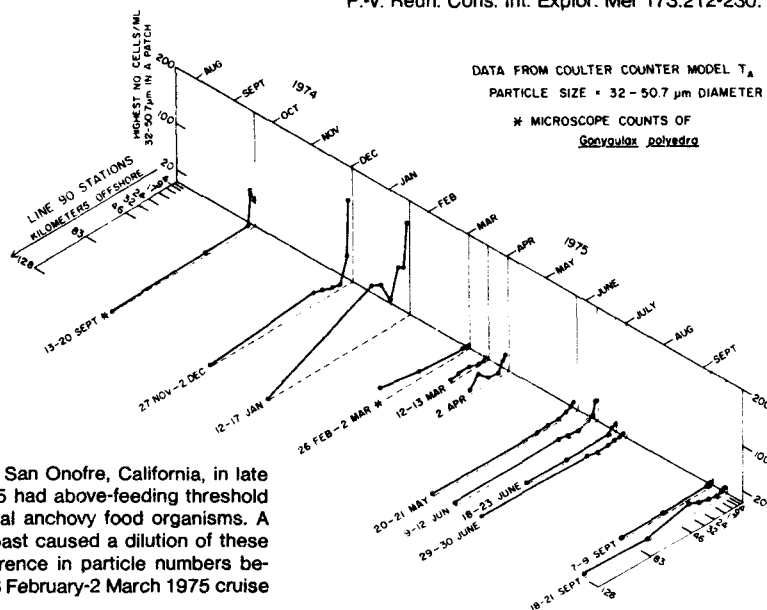 P.-V. Reun. Cons. Int. Explor. Mer 173:212-230.
HIGHEST NO. CELLS/ML
32-50.7µm IN A PATCH
200
100
20
AUG
SEPT
1974
OCT
NOV
DEC
JAN
FEB
MAR
APR
1975
MAY
JUNE
JULY
AUG
SEPT
DATA FROM COULTER COUNTER MODEL TA
PARTICLE SIZE = 32-50.7 µm DIAMETER
* MICROSCOPE COUNTS OF
Gonyaulax polyedra
LINE 90 STATIONS
KILOMETERS OFFSHORE
128
83
13-20 SEPT *
27 NOV-2 DEC
12-17 JAN
26 FEB-2 MAR *
12-13 MAR
2 APR
20-21 MAY
9-12 JUN
18-23 JUNE
29-30 JUNE
7-9 SEPT
18-21 SEPT
200
100
20
83
128
San Onofre, California, in late
5 had above-feeding threshold
al anchovy food organisms. A
oast caused a dilution of these
erence in particle numbers be-
February-2 March 1975 cruise